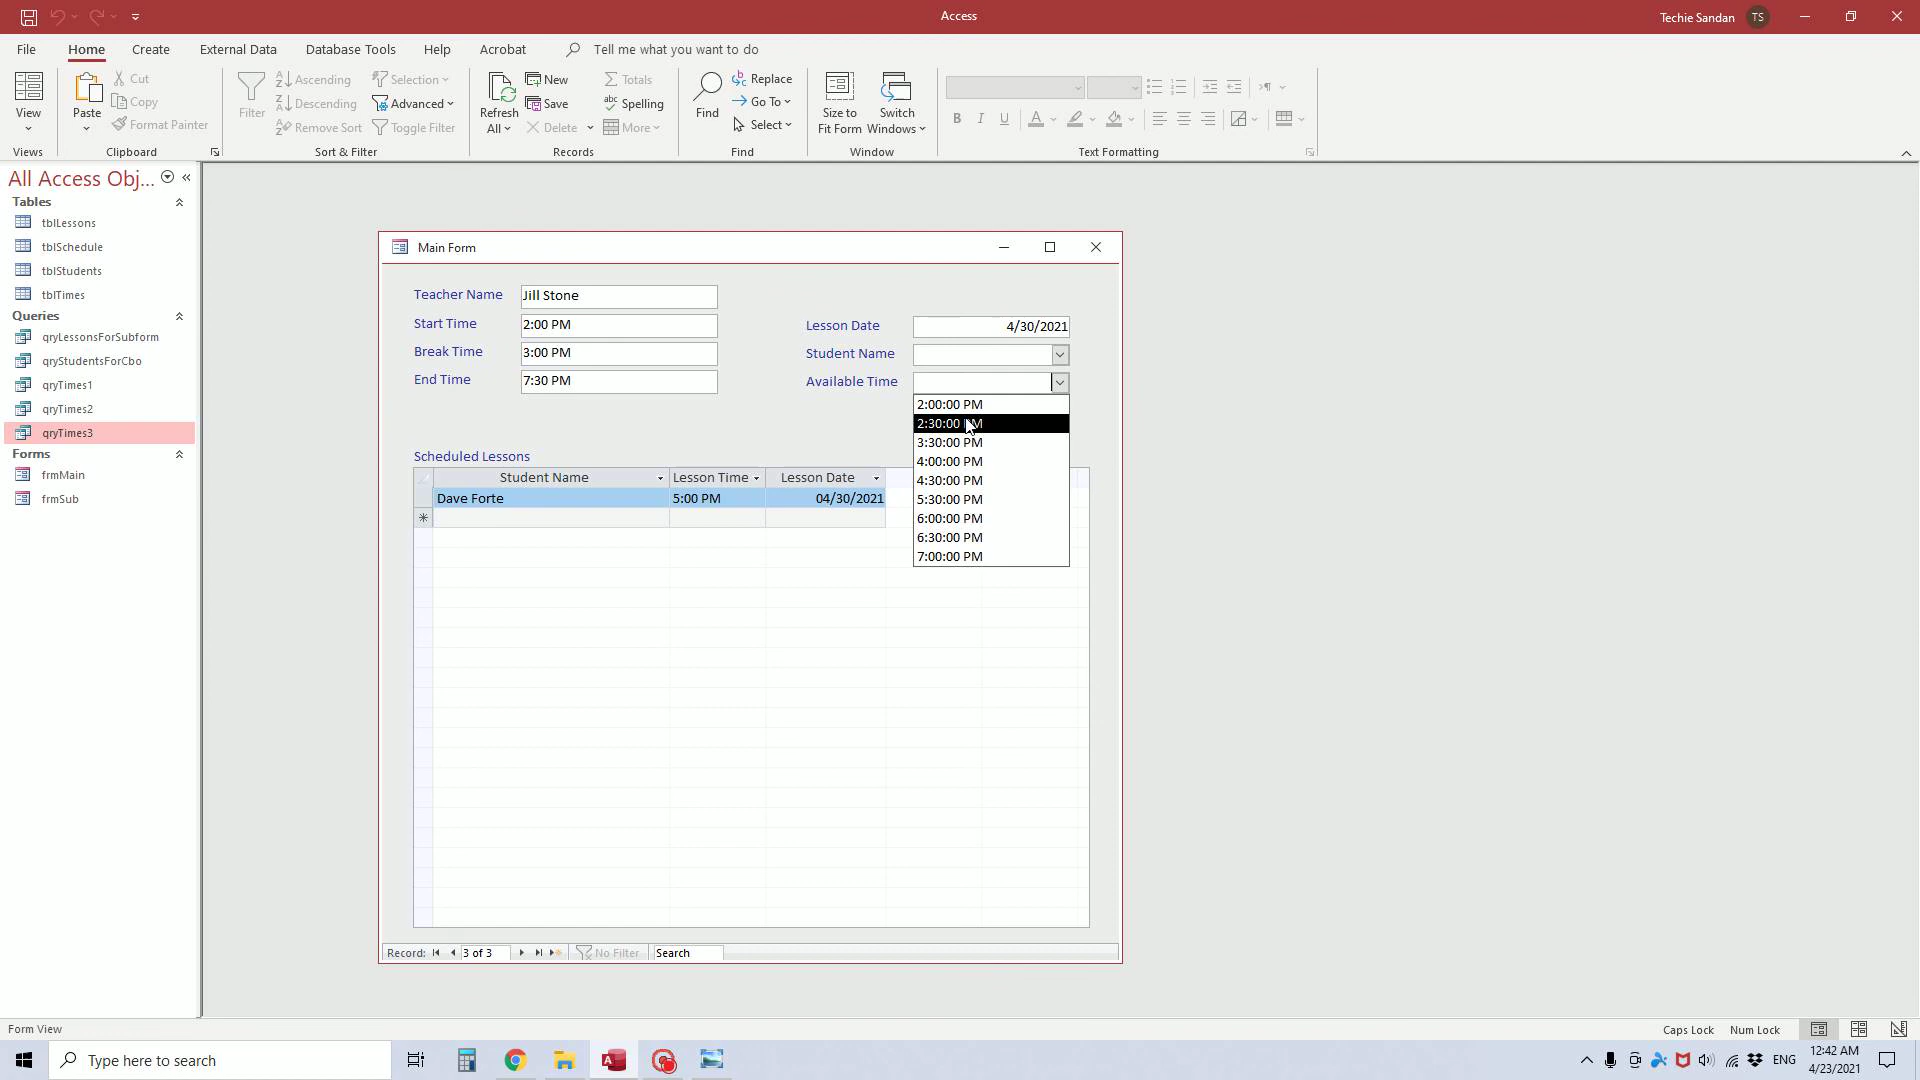 Access
Techie Sandan TS
File Home Create External Data Database Tools Help Acrobat Tell me what you want to do
View
Views
Paste
Cut
Copy
Format Painter
Clipboard
Filter
Ascending
Descending
Remove Sort
Selection
Advanced
Toggle Filter
Sort & Filter
Refresh
All
New
Save
Delete
Totals
Spelling
More
Records
Find
Replace
Go To
Select
Find
Size to
Fit Form
Switch
Windows
Window
B I U
Text Formatting
All Access Obj...
Tables
tblLessons
tblSchedule
tblStudents
tblTimes
Queries
qryLessonsForSubform
qryStudentsForCbo
qryTimes1
qryTimes2
qryTimes3
Forms
frmMain
frmSub
Main Form
Teacher Name Jill Stone
Start Time 2:00 PM
Break Time 3:00 PM
End Time 7:30 PM
Lesson Date 4/30/2021
Student Name
Available Time
2:00:00 PM
2:30:00 PM
3:30:00 PM
4:00:00 PM
4:30:00 PM
5:30:00 PM
6:00:00 PM
6:30:00 PM
7:00:00 PM
Scheduled Lessons
Student Name Lesson Time Lesson Date
Dave Forte 5:00 PM 04/30/2021
Record: 3 of 3 No Filter Search
Form View
Caps Lock Num Lock
Type here to search
ENG
12:42 AM
4/23/2021